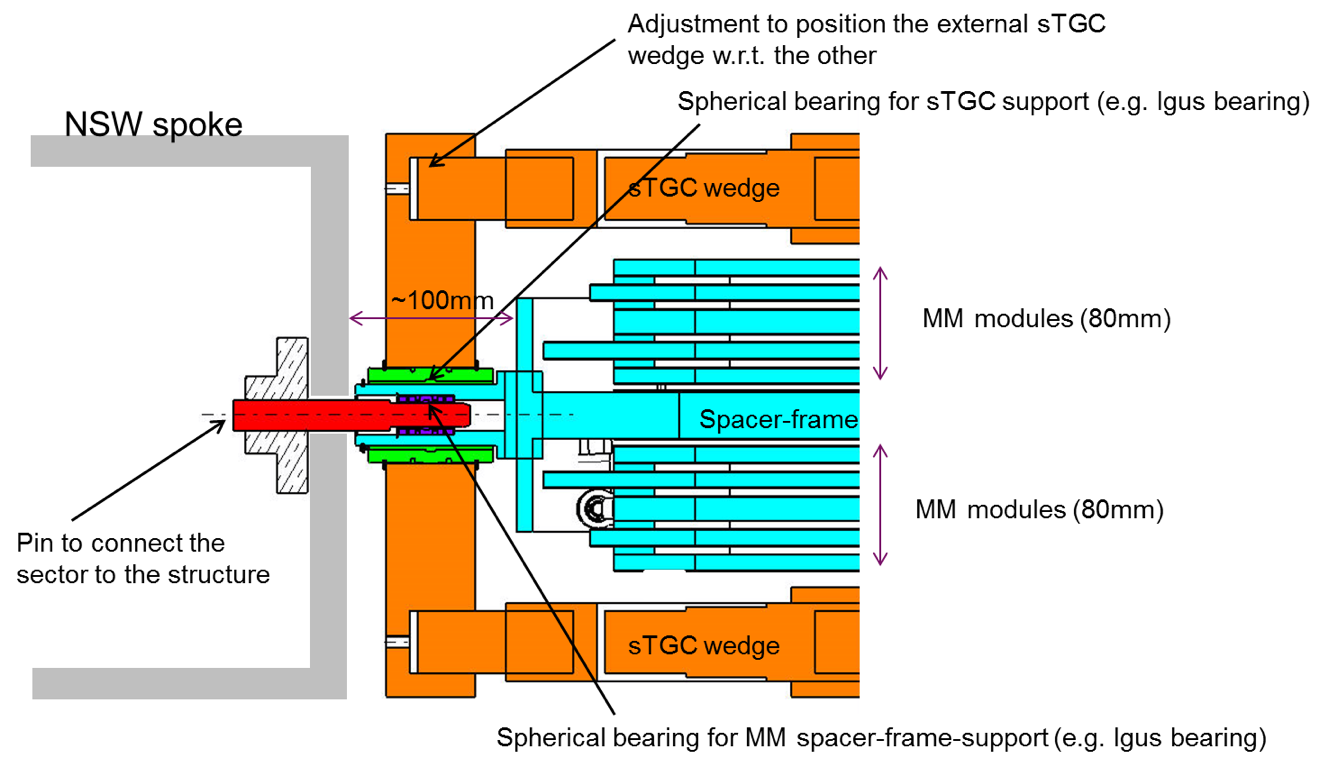 Adjustment to position the external sTGC
wedge w.r.t. the other
Spherical bearing for sTGC support (e.g. Igus bearing)
NSW spoke
sTGC wedge
~100mm
MM modules (80mm)
Spacer-frame
MM modules (80mm)
Pin to connect the
sector to the structure
sTGC wedge
Spherical bearing for MM spacer-frame-support (e.g. Igus bearing)